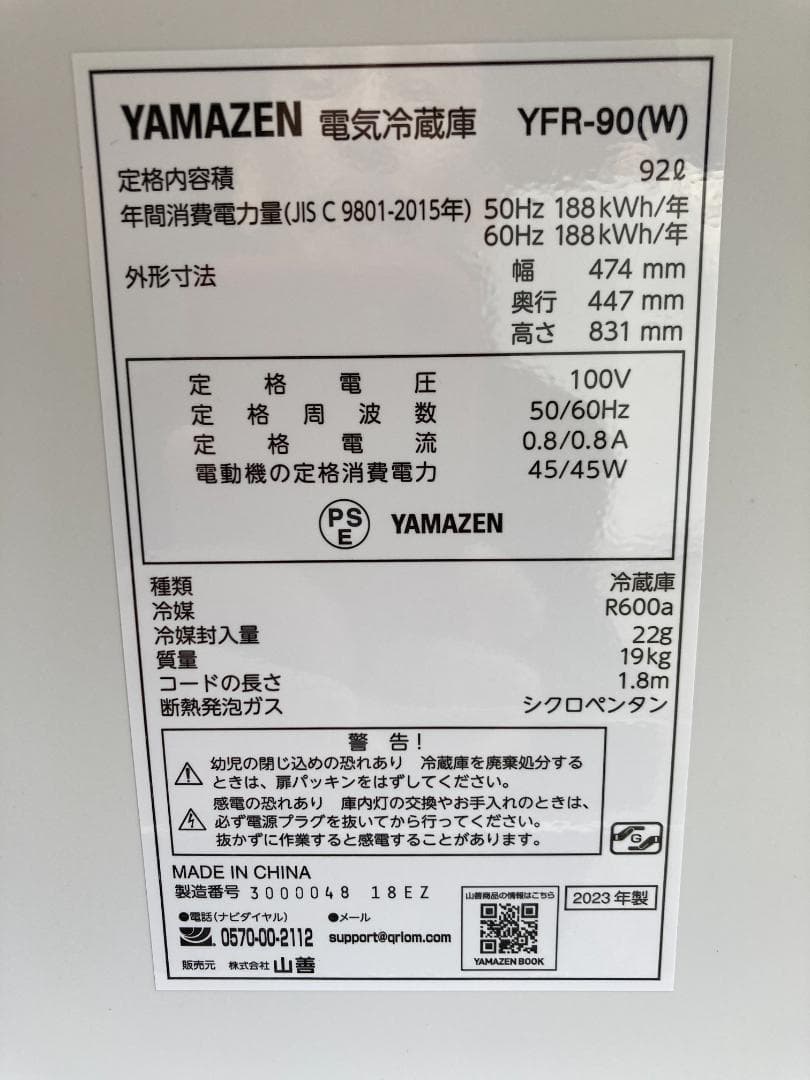 YAMAZEN 電気冷蔵庫 YFR-90(W)
定格内容積 92ℓ
年間消費電力量(JIS C 9801-2015年) 50Hz 188kWh/年
60Hz 188kWh/年
外形寸法 幅 474 mm
奥行 447 mm
高さ 831 mm
定格電圧 100V
定格周波数 50/60Hz
定格電流 0.8/0.8A
電動機の定格消費電力 45/45W
PSE YAMAZEN
種類 冷蔵庫
冷媒 R600a
冷媒封入量 22g
質量 19kg
コードの長さ 1.8m
断熱発泡ガス シクロペンタン
警 告!
幼児の閉じ込めの恐れあり 冷蔵庫を廃棄処分する
ときは、扉パッキンをはずしてください。
感電の恐れあり 庫内灯の交換やお手入れのときは、
必ず電源プラグを抜いてから行ってください。
抜かずに作業すると感電することがあります。
G
MADE IN CHINA
製造番号 3000048 18EZ
山善商品の情報はこちら
2023年製
●電話(ナビダイヤル) ●メール
0570-00-2112 support@qriom.com
YAMAZEN BOOK
販売元 株式会社 山善